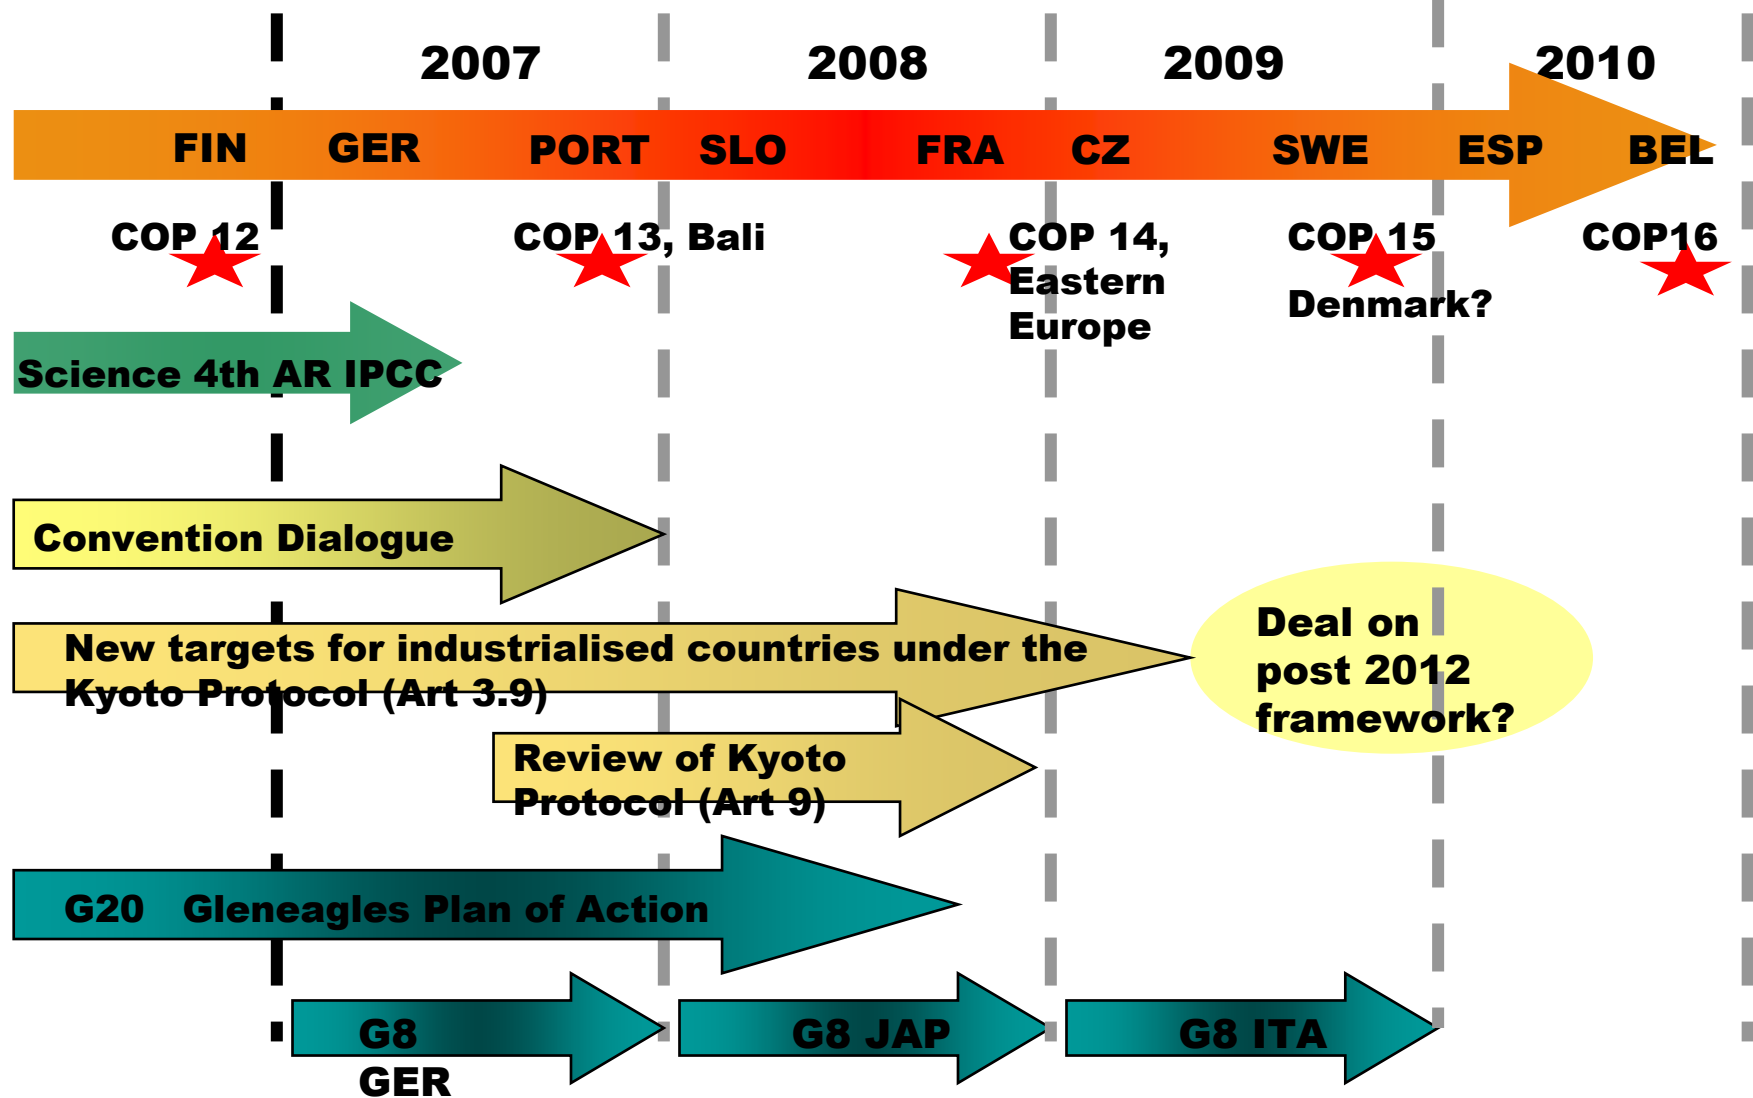 2007 2008 2009 2010
FIN GER PORT SLO FRA CZ SWE ESP BEL
COP 12
COP 13, Bali
COP 14,
Eastern
Europe
COP 15
Denmark?
COP16
Science 4th AR IPCC
Convention Dialogue
New targets for industrialised countries under the
Kyoto Protocol (Art 3.9)
Deal on
post 2012
framework?
Review of Kyoto
Protocol (Art 9)
G20 Gleneagles Plan of Action
G8
GER
G8 JAP
G8 ITA